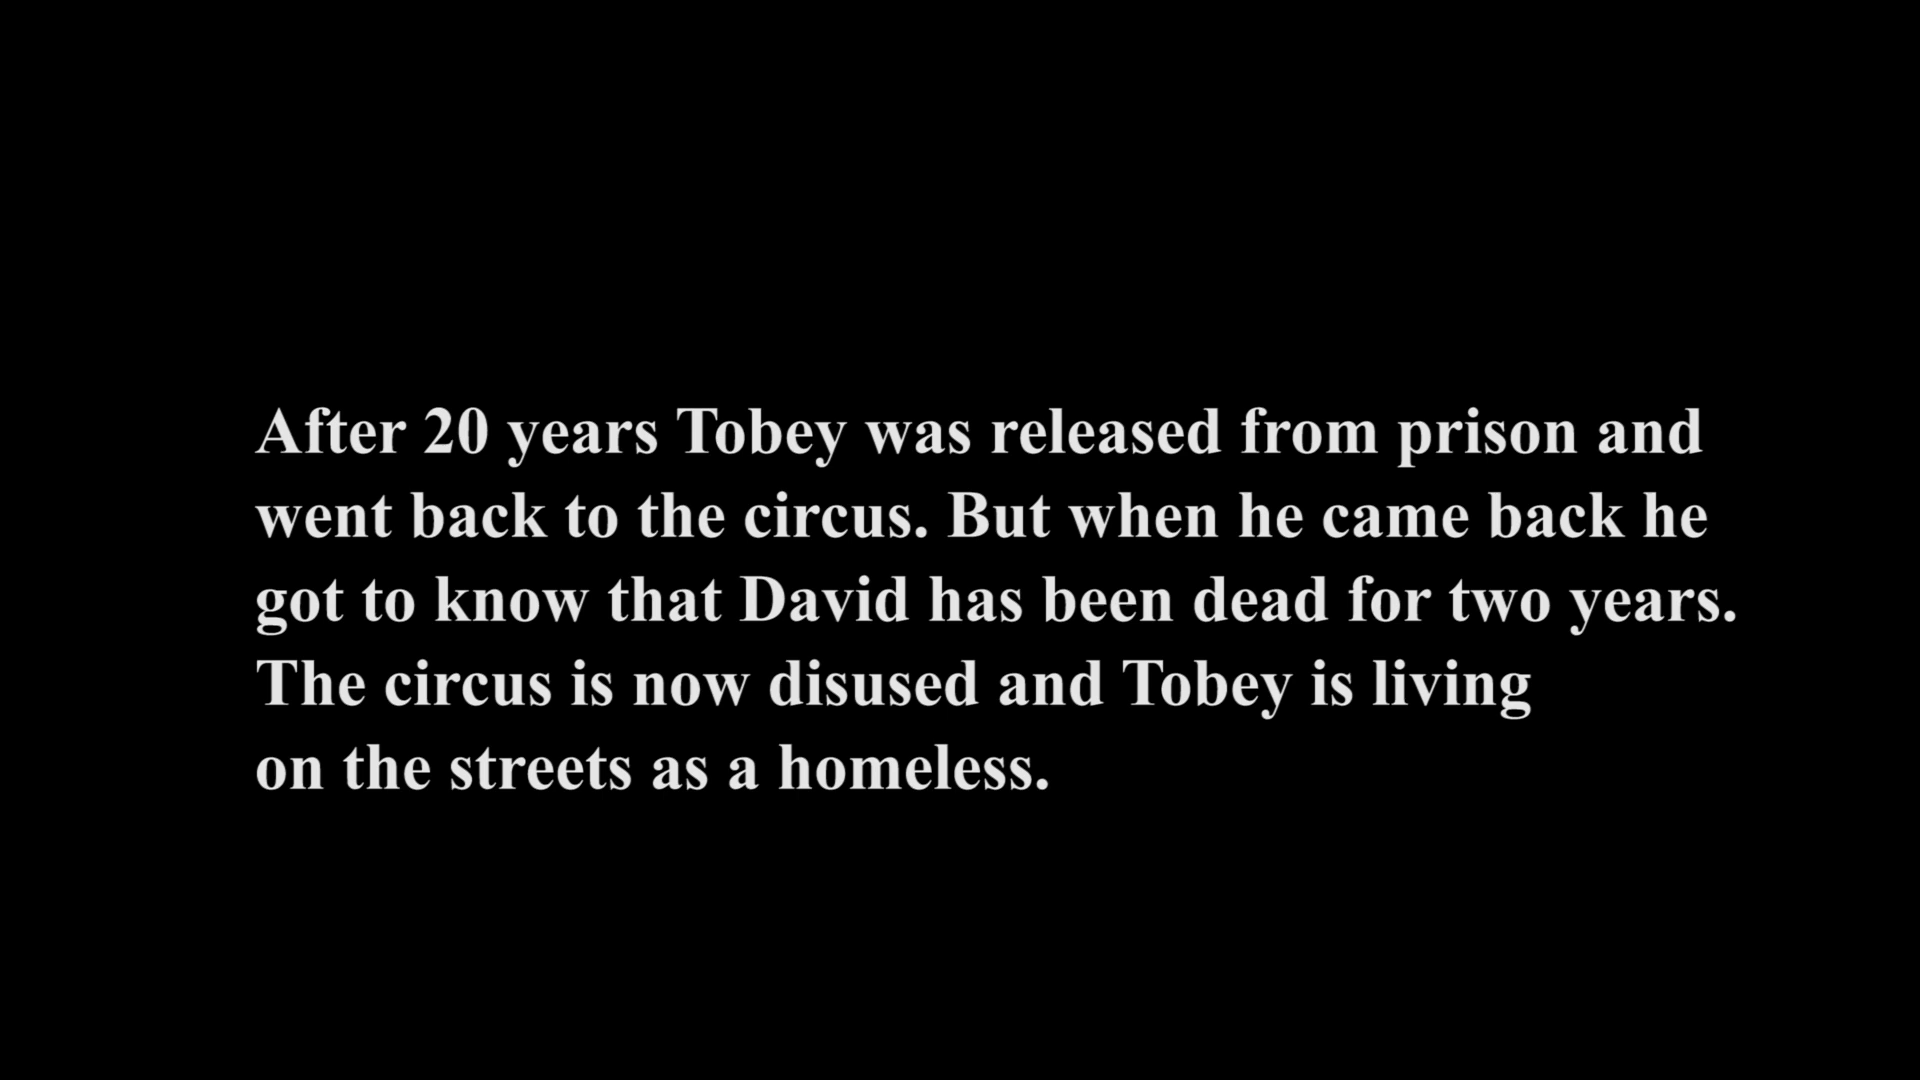 After 20 years Tobey was released from prison and
went back to the circus. But when he came back he
got to know that David has been dead for two years.
The circus is now disused and Tobey is living
on the streets as a homeless.